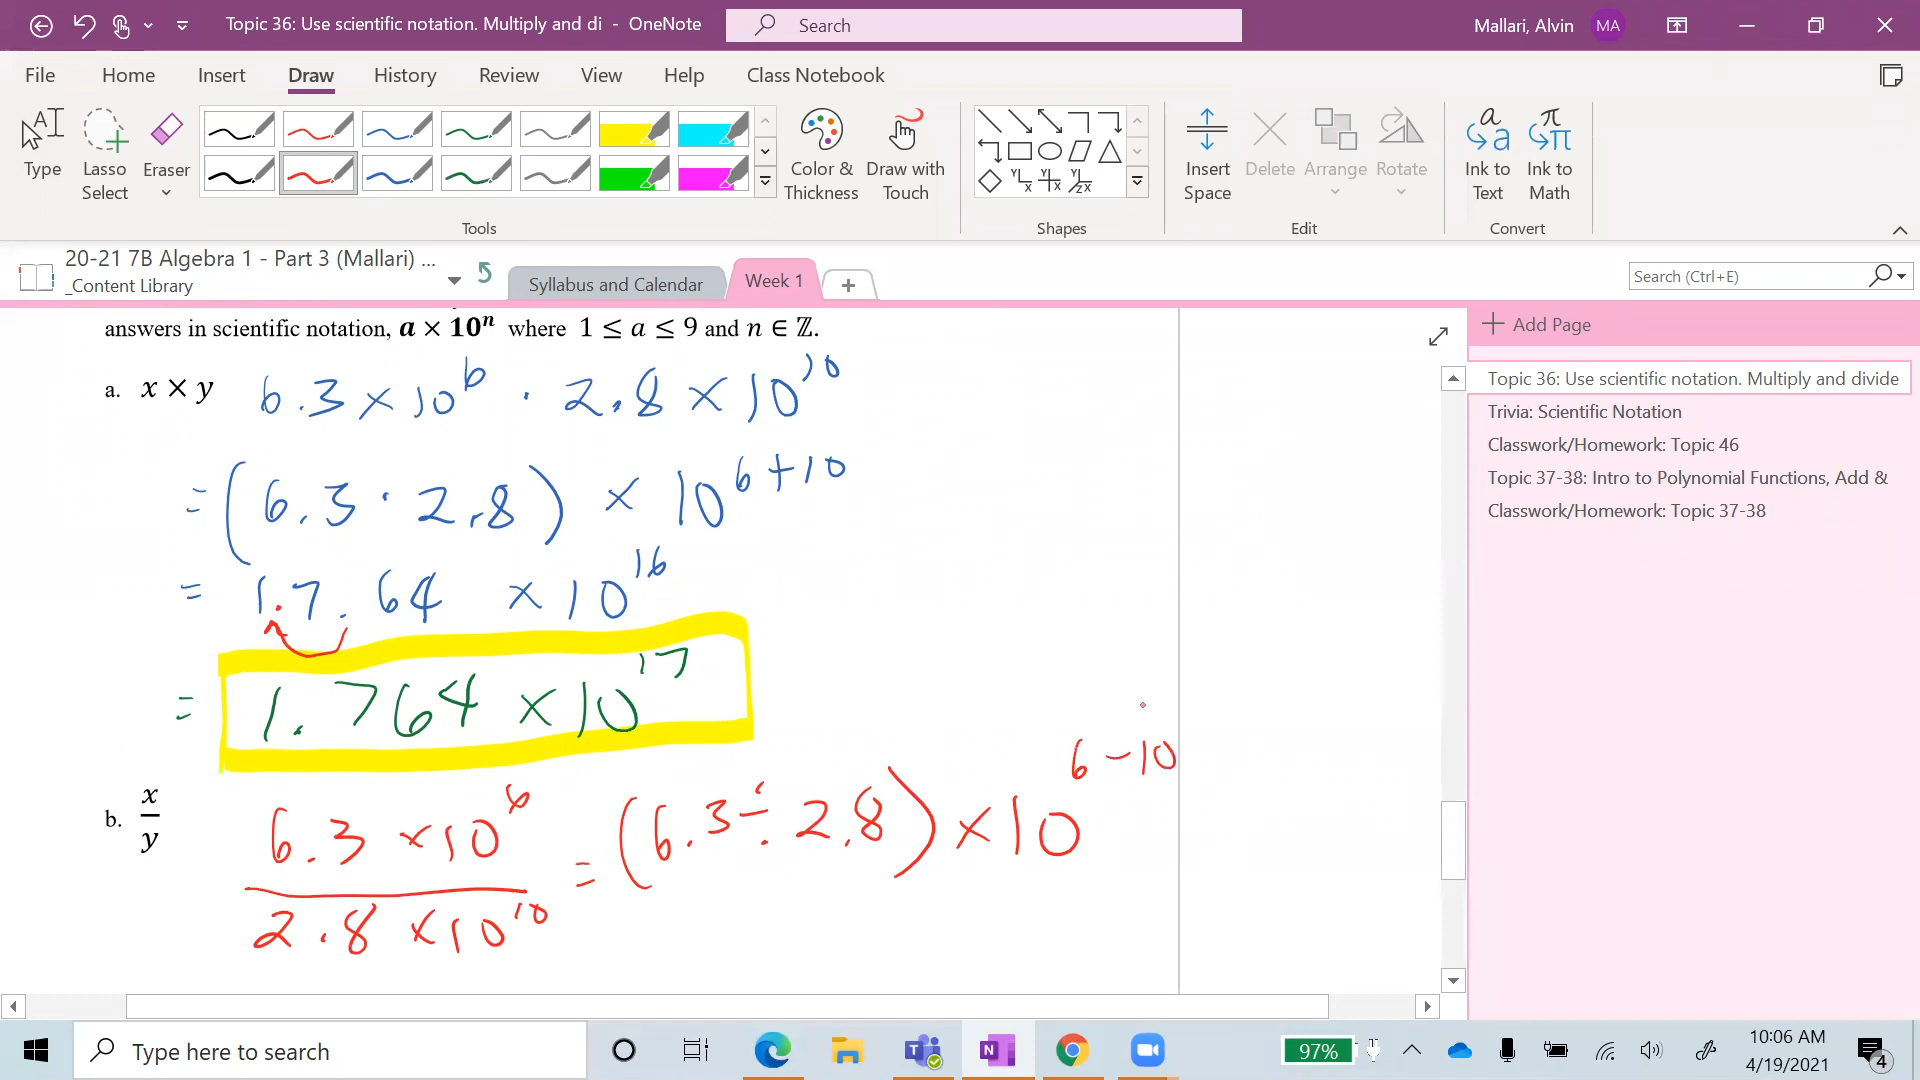 Topic 36: Use scientific notation. Multiply and di - OneNote
Search
Mallari, Alvin
MA
File Home Insert Draw History Review View Help Class Notebook
Type
Lasso Select
Eraser
Color & Thickness
Draw with Touch
Insert Space
Delete
Arrange
Rotate
Ink to Text
Ink to Math
Tools
Shapes
Edit
Convert
20-21 7B Algebra 1 - Part 3 (Mallari) ...
_Content Library
Syllabus and Calendar
Week 1
Search (Ctrl+E)
answers in scientific notation, a × 10ⁿ where 1 ≤ a ≤ 9 and n ∈ ℤ.
a. x × y 6.3 × 10⁶ · 2.8 × 10¹⁰
= (6.3 · 2.8) × 10⁶⁺¹⁰
= 1.7.64 × 10¹⁶
= 1.764 × 10¹⁷
b. x/y 6.3 × 10⁶ / 2.8 × 10¹⁰ = (6.3 ÷ 2.8) × 10⁶⁻¹⁰
Add Page
Topic 36: Use scientific notation. Multiply and divide
Trivia: Scientific Notation
Classwork/Homework: Topic 46
Topic 37-38: Intro to Polynomial Functions, Add &
Classwork/Homework: Topic 37-38
Type here to search
97%
10:06 AM
4/19/2021
4